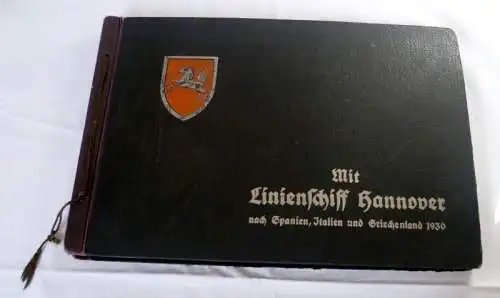 Mit
Linienschiff Hannover
nach Spanien, Italien und Griechenland 1930